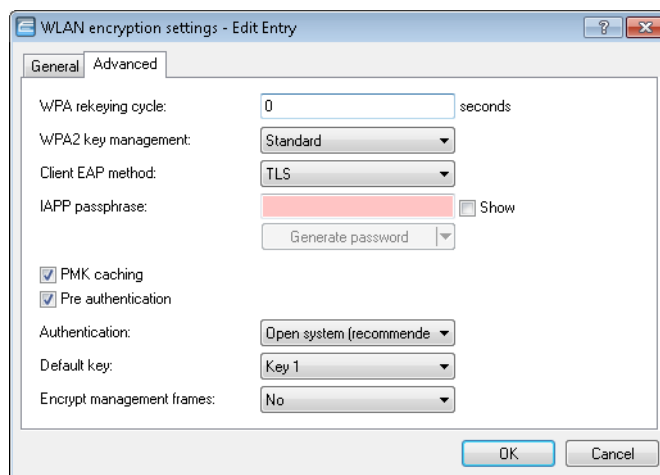 WLAN encryption settings - Edit Entry
General Advanced
WPA rekeying cycle: 0 seconds
WPA2 key management: Standard
Client EAP method: TLS
IAPP passphrase: Show
Generate password
PMK caching
Pre authentication
Authentication: Open system (recommende
Default key: Key 1
Encrypt management frames: No
OK Cancel